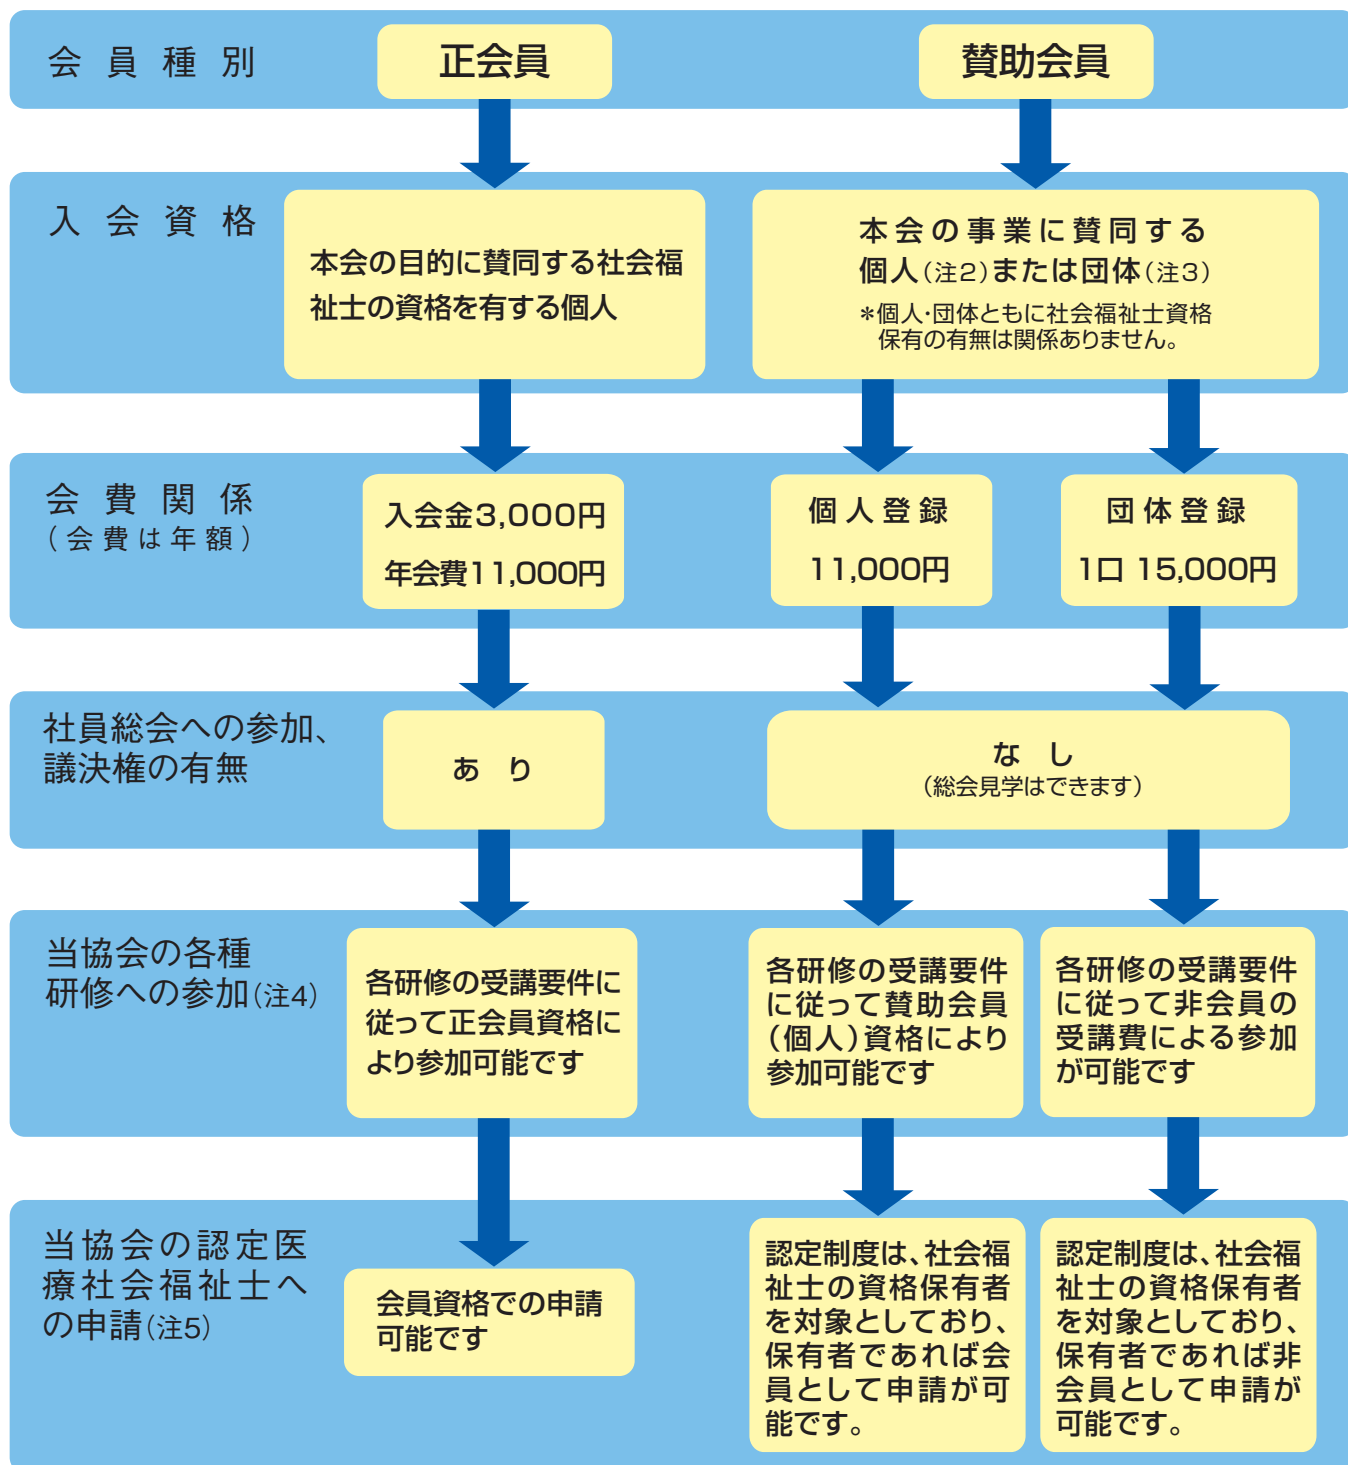 会員種別
正会員
賛助会員
入会資格
本会の目的に賛同する社会福
祉士の資格を有する個人
本会の事業に賛同する
個人(注2)または団体(注3)
*個人・団体ともに社会福祉士資格
保有の有無は関係ありません。
会費関係
(会費は年額)
入会金3,000円
年会費11,000円
個人登録
11,000円
団体登録
1口 15,000円
社員総会への参加、
議決権の有無
あり
なし
(総会見学はできます)
当協会の各種
研修への参加(注4)
各研修の受講要件に
従って正会員資格に
より参加可能です
各研修の受講要件
に従って賛助会員
(個人)資格により
参加可能です
各研修の受講要件
に従って非会員の
受講費による参加
が可能です
当協会の認定医
療社会福祉士へ
の申請(注5)
会員資格での申請
可能です
認定制度は、社会福
祉士の資格保有者
を対象としており、
保有者であれば会
員として申請が可
能です。
認定制度は、社会福
祉士の資格保有者
を対象としており、
保有者であれば非
会員として申請が
可能です。